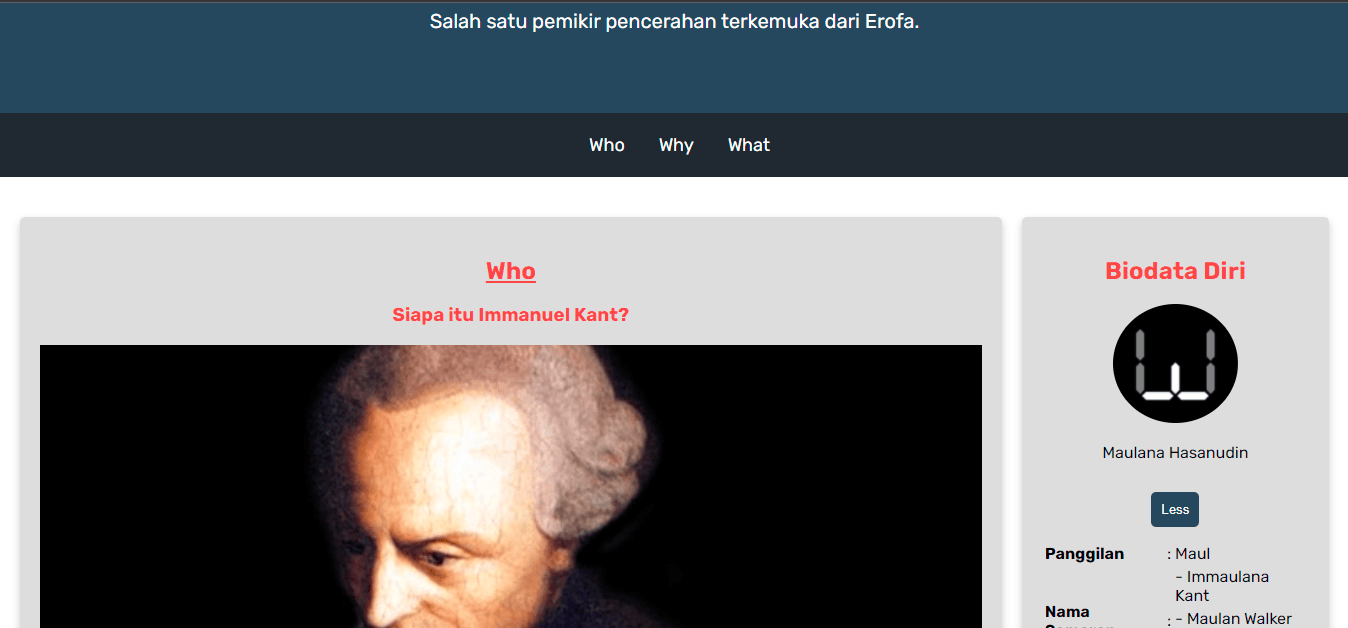 Salah satu pemikir pencerahan terkemuka dari Erofa.
Who Why What
Who
Siapa itu Immanuel Kant?
Biodata Diri
Maulana Hasanudin
Less
Panggilan : Maul
- Immaulana
Kant
Nama : - Maulan Walker